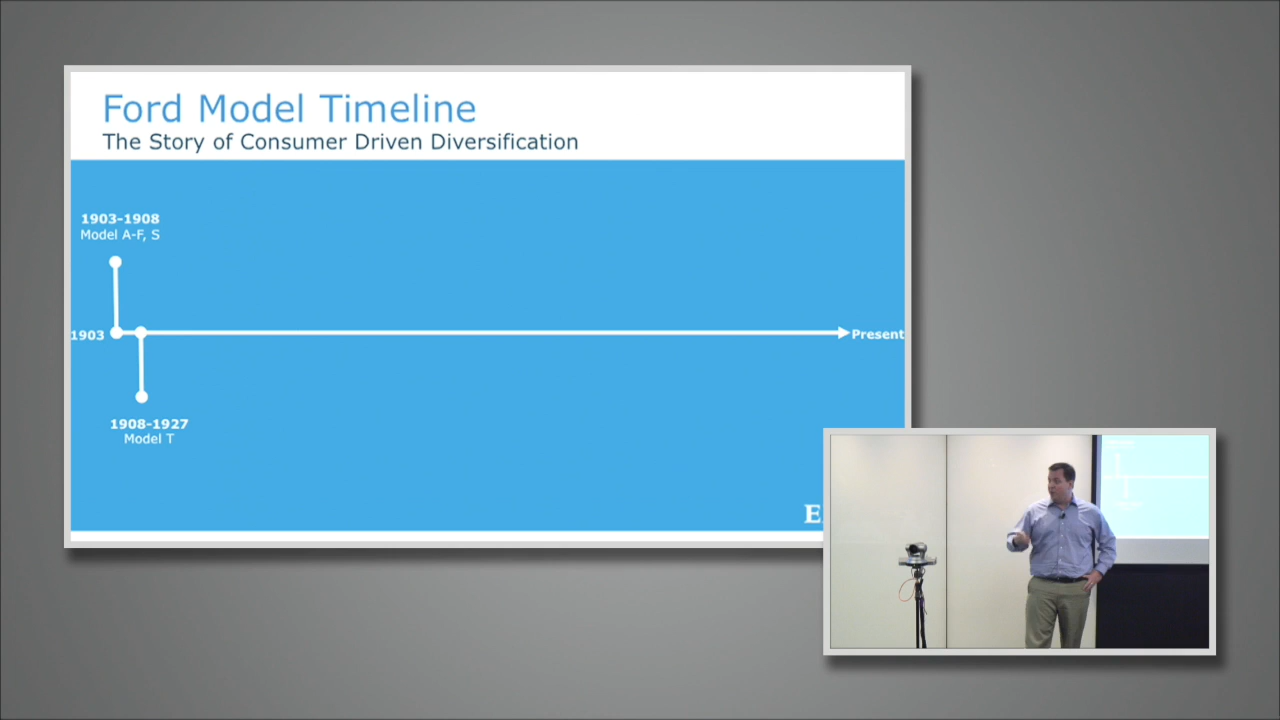 Ford Model Timeline
The Story of Consumer Driven Diversification
1903-1908
Model A-F, S
1903
Present
1908-1927
Model T